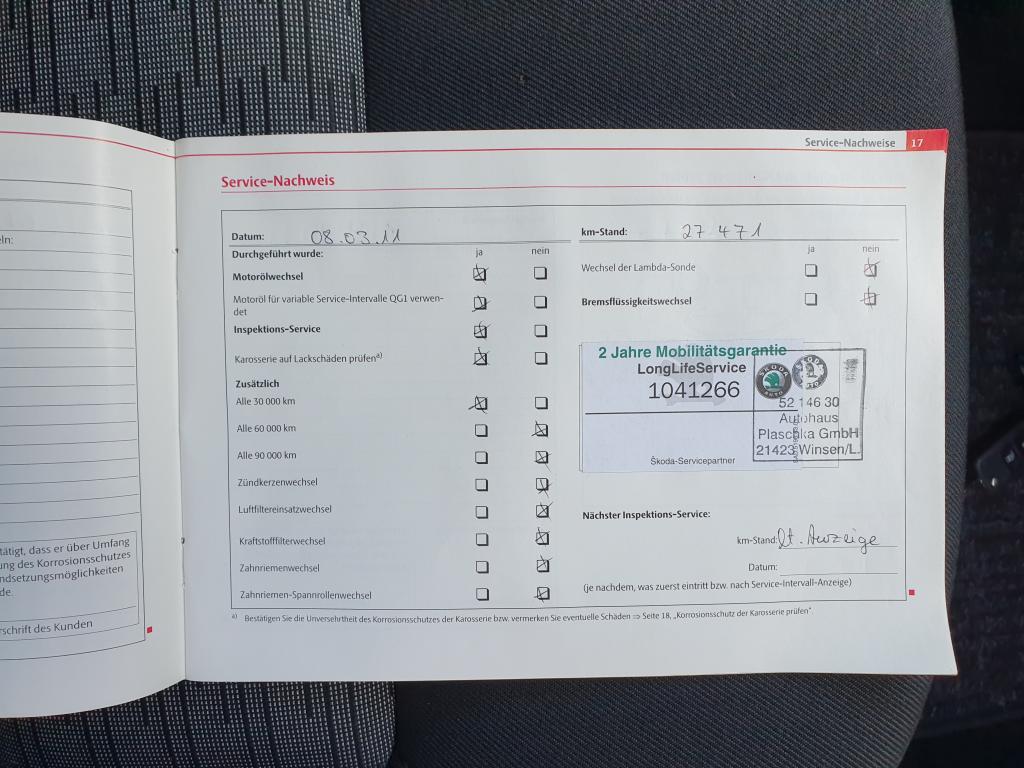 Service-Nachweise 17
Service-Nachweis
Datum: 08.03.11
Durchgeführt wurde: ja nein
Motorölwechsel
Motoröl für variable Service-Intervalle QG1 verwen-
det
Inspektions-Service
Karosserie auf Lackschäden prüfen a)
Zusätzlich
Alle 30 000 km
Alle 60 000 km
Alle 90 000 km
Zündkerzenwechsel
Luftfiltereinsatzwechsel
Kraftstofffilterwechsel
Zahnriemenwechsel
Zahnriemen-Spannrollenwechsel
km-Stand: 27 471
ja nein
Wechsel der Lambda-Sonde
Bremsflüssigkeitswechsel
2 Jahre Mobilitätsgarantie
LongLifeService
1041266
Škoda-Servicepartner
SKODA
AUTO
52 146 30
Autohaus
Plaschka GmbH
21423 Winsen/L.
Nächster Inspektions-Service:
km-Stand: lt. Anzeige
Datum:
(je nachdem, was zuerst eintritt bzw. nach Service-Intervall-Anzeige)
a) Bestätigen Sie die Unversehrtheit des Korrosionsschutzes der Karosserie bzw. vermerken Sie eventuelle Schäden ⇒ Seite 18, „Korrosionsschutz der Karosserie prüfen“.
eln:
tätigt, dass er über Umfang
ung des Korrosionsschutzes
ndsetzungsmöglichkeiten
de.
rschrift des Kunden